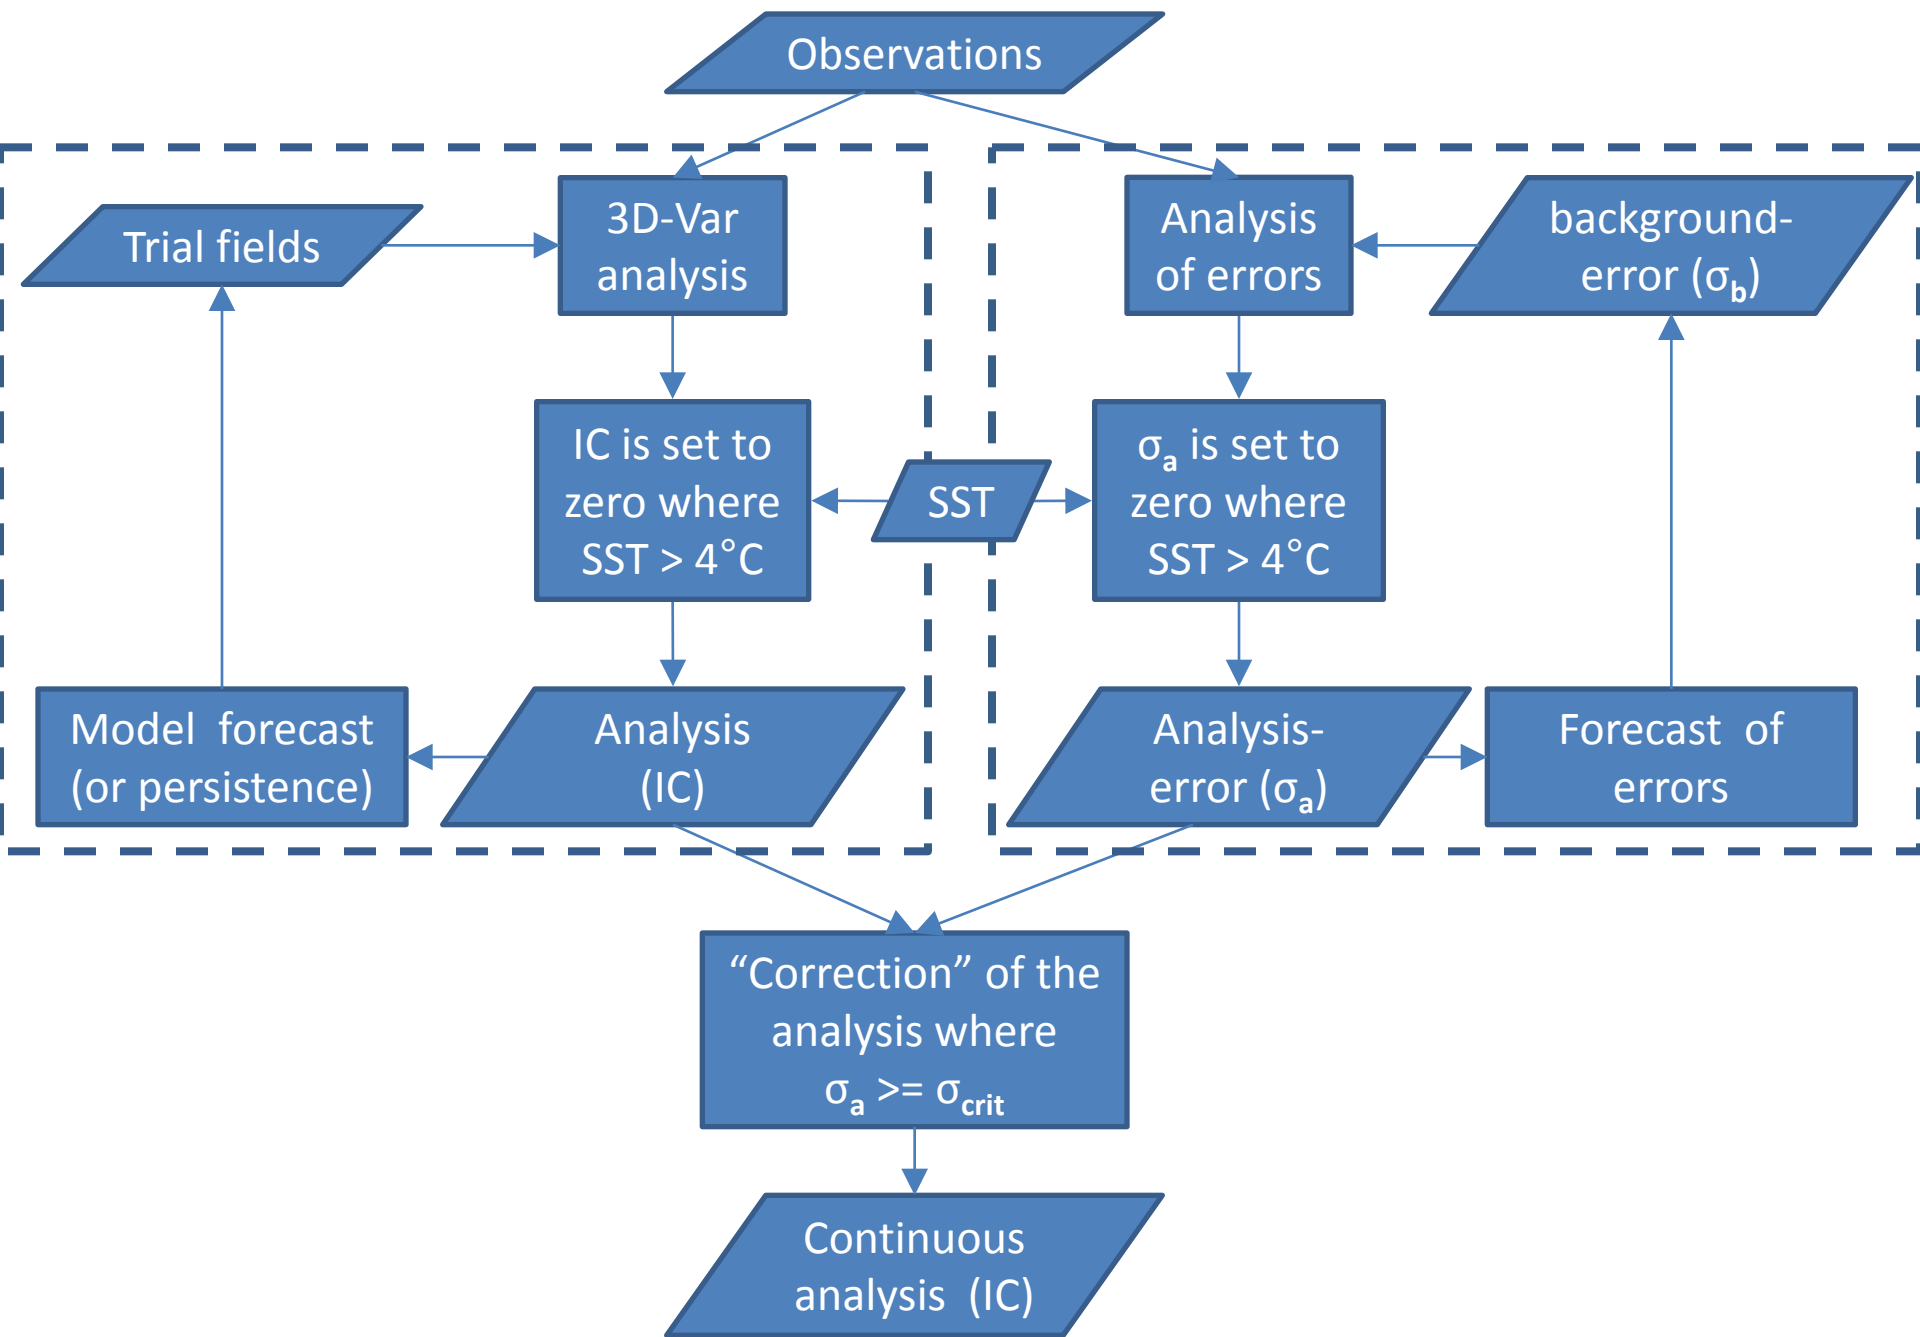 Observations
Trial fields
3D-Var
analysis
Analysis
of errors
background-
error (σb)
IC is set to
zero where
SST > 4°C
SST
σa is set to
zero where
SST > 4°C
Model forecast
(or persistence)
Analysis
(IC)
Analysis-
error (σa)
Forecast of
errors
“Correction” of the
analysis where
σa >= σcrit
Continuous
analysis (IC)